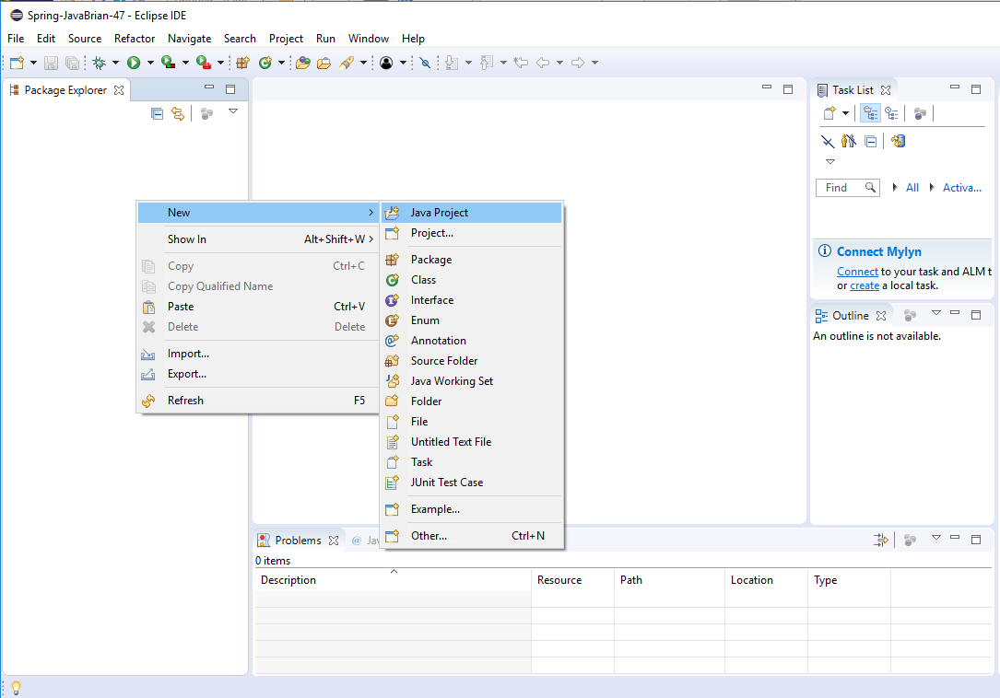 Spring-JavaBrian-47 - Eclipse IDE
File Edit Source Refactor Navigate Search Project Run Window Help
Package Explorer
Task List
Find All Activa...
New
Show In Alt+Shift+W
Copy Ctrl+C
Copy Qualified Name
Paste Ctrl+V
Delete Delete
Import...
Export...
Refresh F5
Java Project
Project...
Package
Class
Interface
Enum
Annotation
Source Folder
Java Working Set
Folder
File
Untitled Text File
Task
JUnit Test Case
Example...
Other... Ctrl+N
Connect Mylyn
Connect to your task and ALM t
or create a local task.
Outline
An outline is not available.
Problems @ Jav
0 items
Description Resource Path Location Type